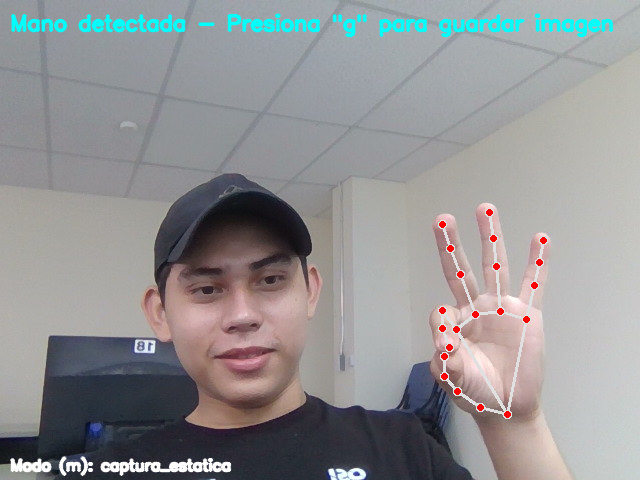 Mano detectada - Presiona "g" para guardar imagen
18
Modo (m): captura_estatica